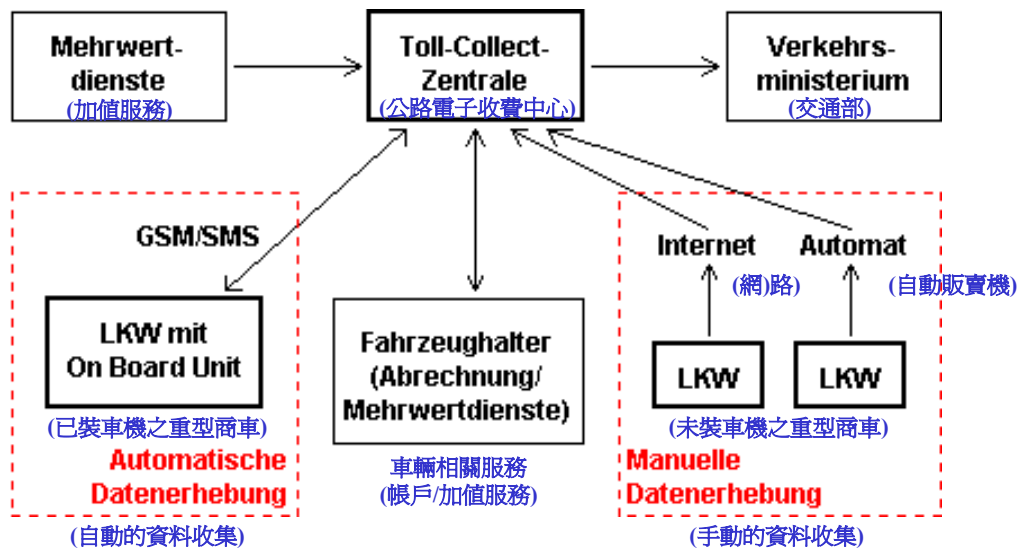 Mehrwert-
dienste
(加值服務)
Toll-Collect-
Zentrale
(公路電子收費中心)
Verkehrs-
ministerium
(交通部)
GSM/SMS
LKW mit
On Board Unit
(已裝車機之重型商車)
Automatische
Datenerhebung
(自動的資料收集)
Fahrzeughalter
(Abrechnung/
Mehrwertdienste)
車輛相關服務
(帳戶/加值服務)
Internet
(網)路)
Automat
(自動販賣機)
LKW
LKW
(未裝車機之重型商車)
Manuelle
Datenerhebung
(手動的資料收集)